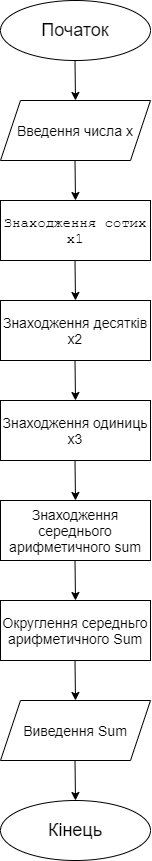 Початок
Введення числа x
Знаходження сотих
x1
Знаходження десятків
x2
Знаходження одиниць
x3
Знаходження
середнього
арифметичного sum
Округлення середньго
арифметичного Sum
Виведення Sum
Кінець